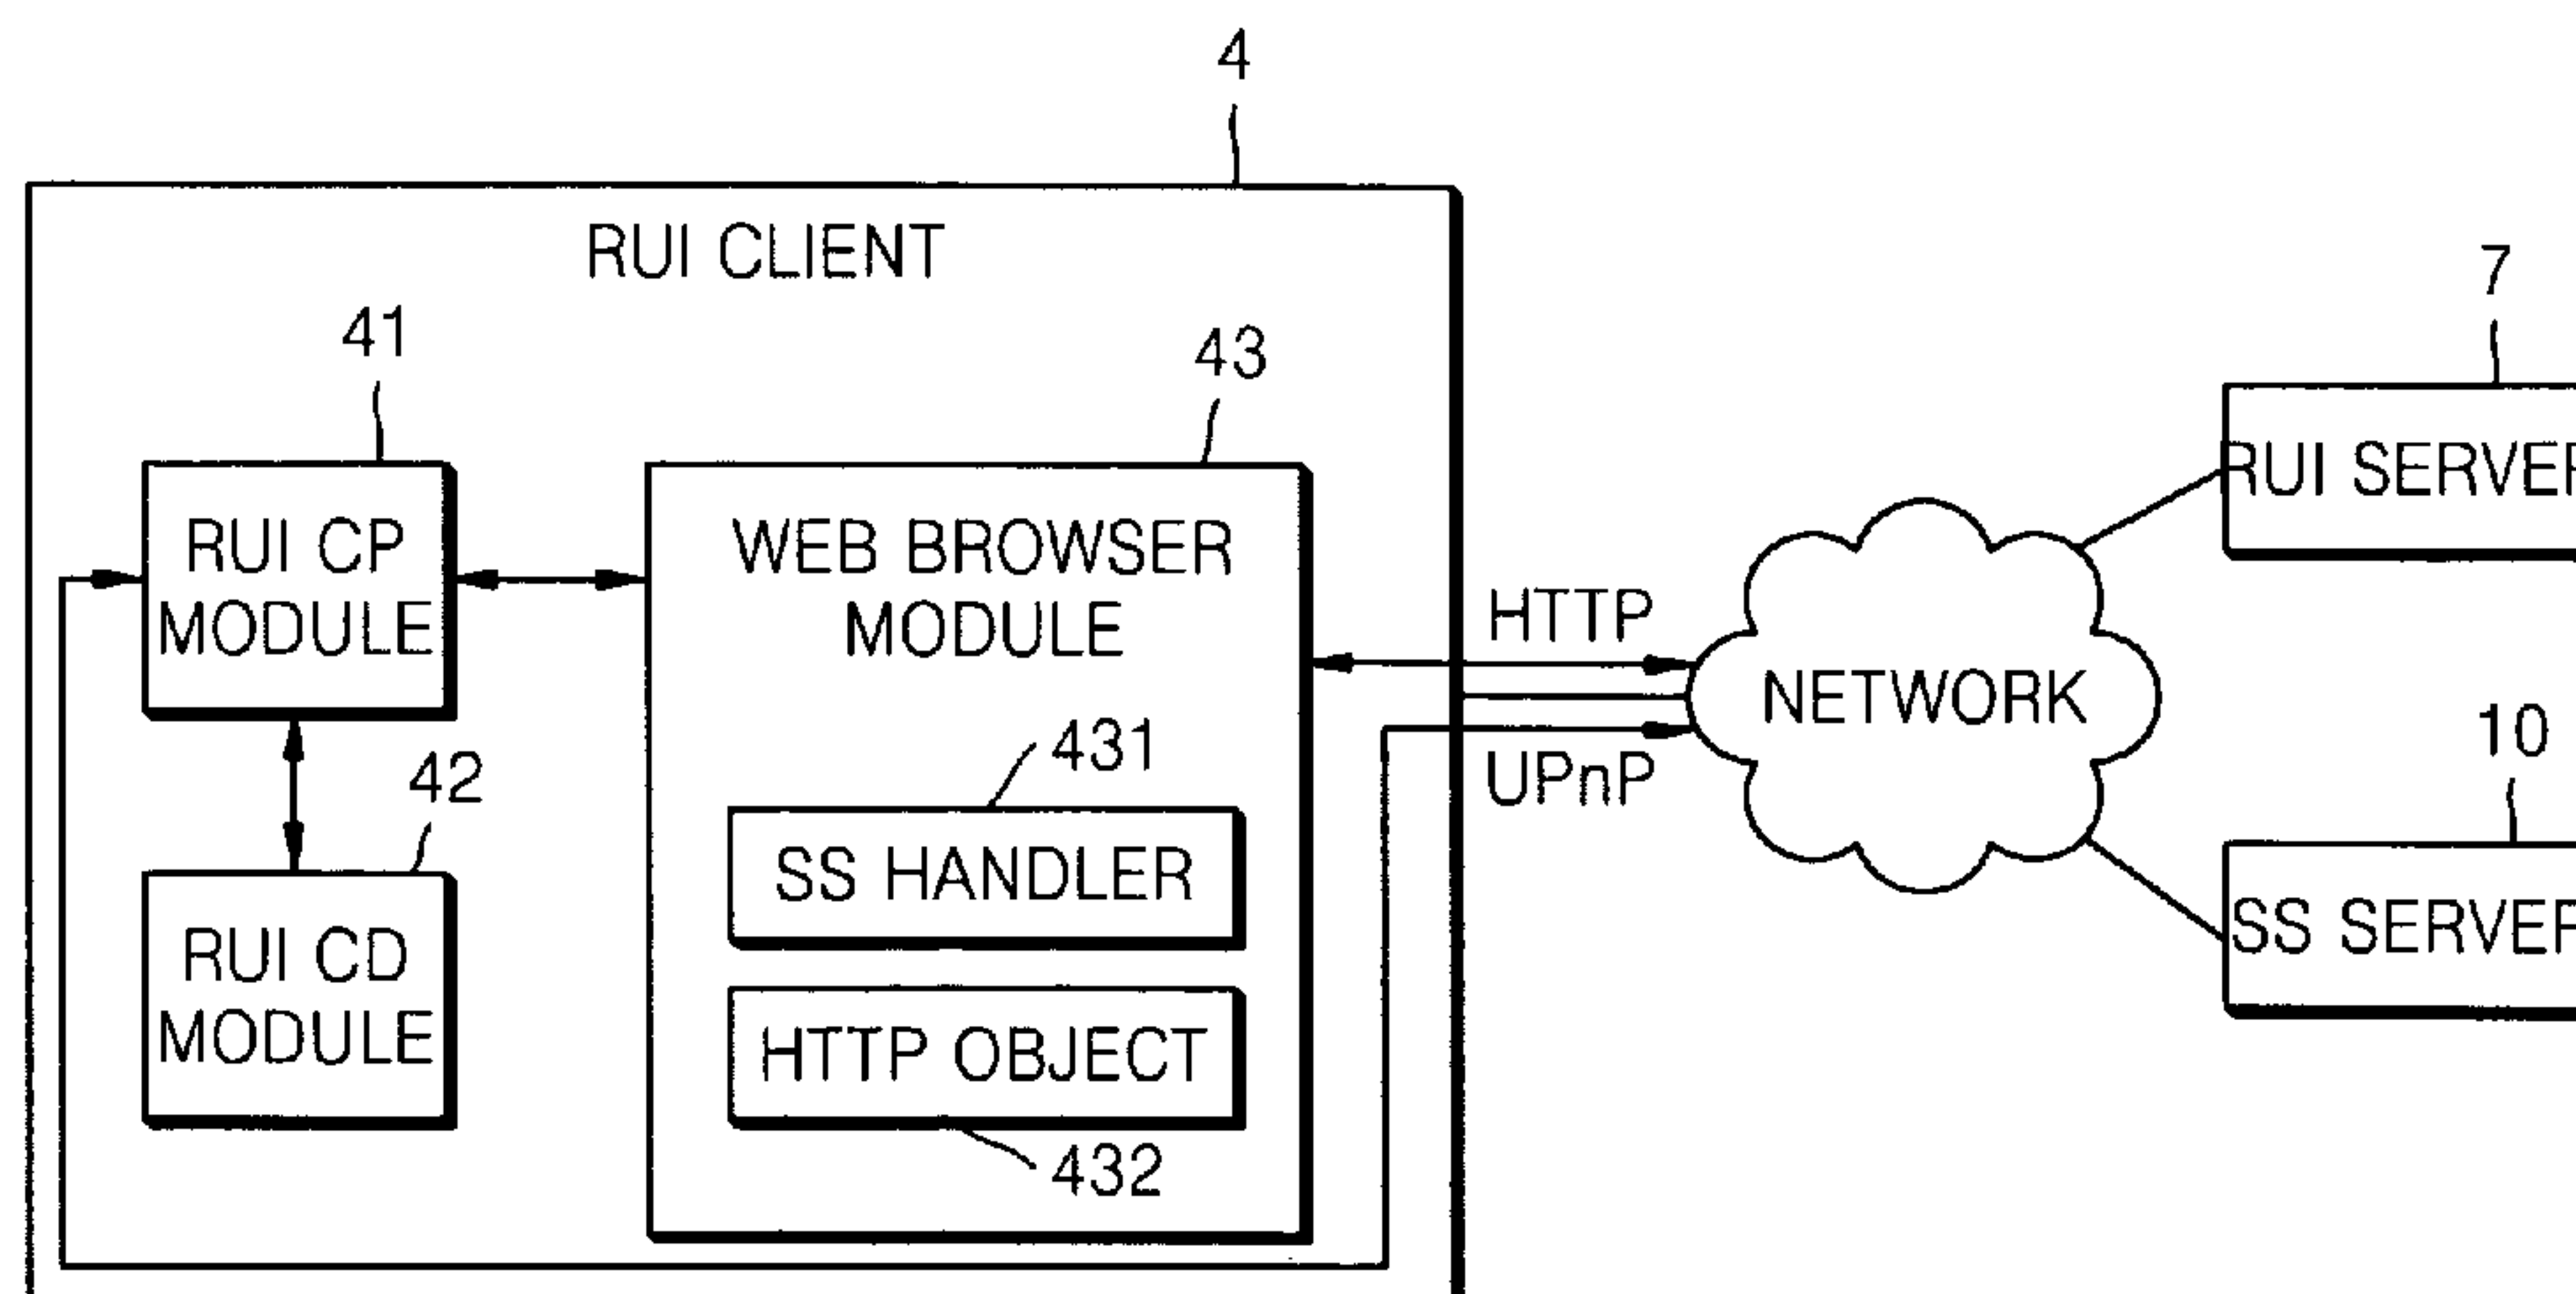 4
RUI CLIENT
41
43
7
RUI CP
MODULE
WEB BROWSER
MODULE
RUI SERVER
HTTP
NETWORK
UPnP
431
42
10
SS HANDLER
SS SERVER
RUI CD
MODULE
HTTP OBJECT
432